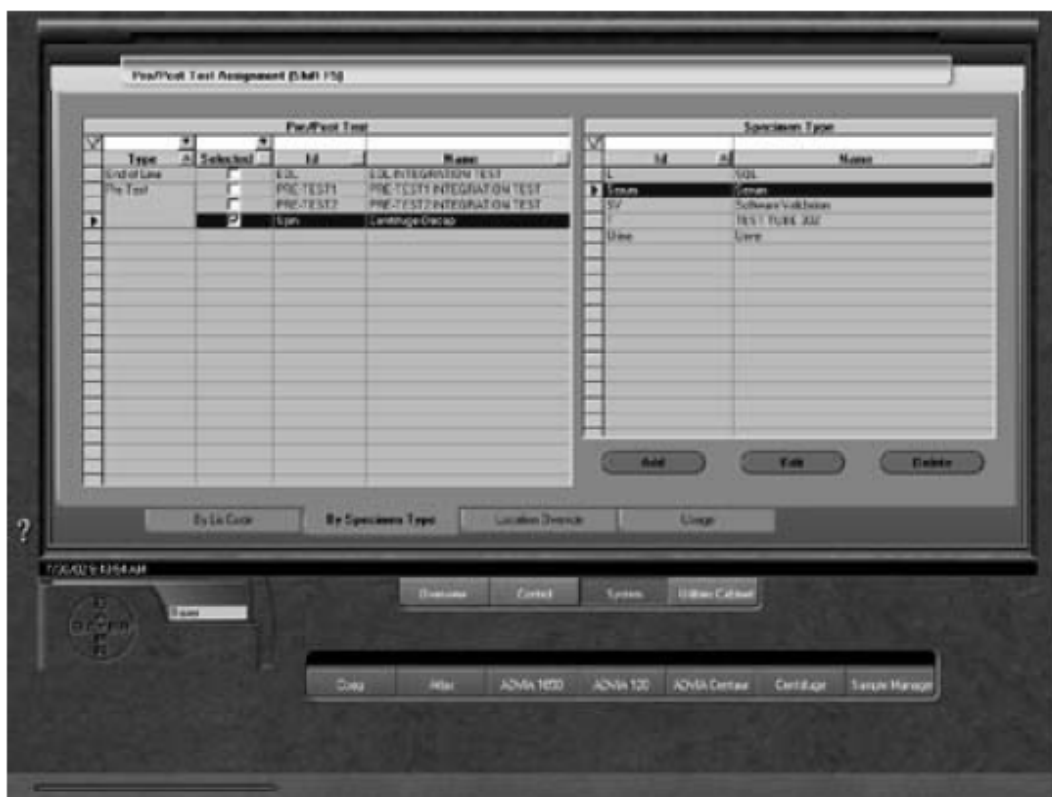 Pre/Post Test Assignment (Shift F5)
Pre/Post Test
Type Selected Id Name
End of Line EOL EOL INTEGRATION TEST
Pre Test PRE-TEST1 PRE-TEST1 INTEGRATION TEST
PRE-TEST2 PRE-TEST2 INTEGRATION TEST
Spin Centrifuge Decap
Specimen Type
Id Name
L SOL
Serum Serum
SV Software Validation
T TEST TUBE 302
Urine Urine
Add Edit Delete
By Lis Code By Specimen Type Location Override Usage
?
Overview Control System Utilities Cabinet
BAYER
Copq Atlas ADVIA 1650 ADVIA 120 ADVIA Centaur Centrifuge Sample Manager